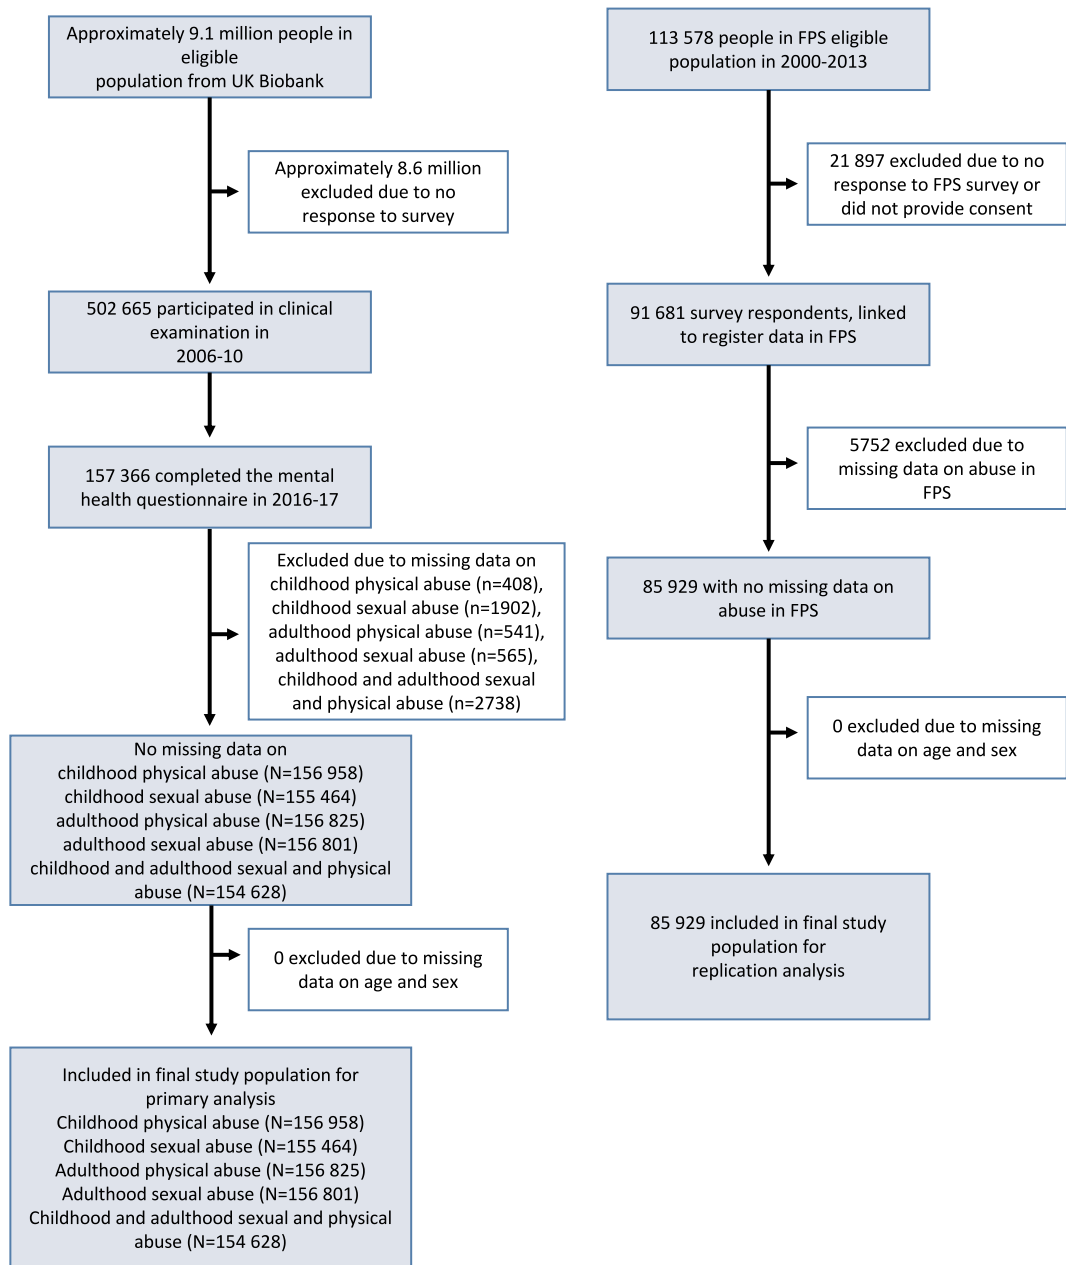 Approximately 9.1 million people in
eligible
population from UK Biobank
Approximately 8.6 million
excluded due to no
response to survey
502 665 participated in clinical
examination in
2006-10
157 366 completed the mental
health questionnaire in 2016-17
Excluded due to missing data on
childhood physical abuse (n=408),
childhood sexual abuse (n=1902),
adulthood physical abuse (n=541),
adulthood sexual abuse (n=565),
childhood and adulthood sexual
and physical abuse (n=2738)
No missing data on
childhood physical abuse (N=156 958)
childhood sexual abuse (N=155 464)
adulthood physical abuse (N=156 825)
adulthood sexual abuse (N=156 801)
childhood and adulthood sexual and physical
abuse (N=154 628)
0 excluded due to missing
data on age and sex
Included in final study population for
primary analysis
Childhood physical abuse (N=156 958)
Childhood sexual abuse (N=155 464)
Adulthood physical abuse (N=156 825)
Adulthood sexual abuse (N=156 801)
Childhood and adulthood sexual and physical
abuse (N=154 628)
113 578 people in FPS eligible
population in 2000-2013
21 897 excluded due to no
response to FPS survey or
did not provide consent
91 681 survey respondents, linked
to register data in FPS
5752 excluded due to
missing data on abuse in
FPS
85 929 with no missing data on
abuse in FPS
0 excluded due to missing
data on age and sex
85 929 included in final study
population for
replication analysis